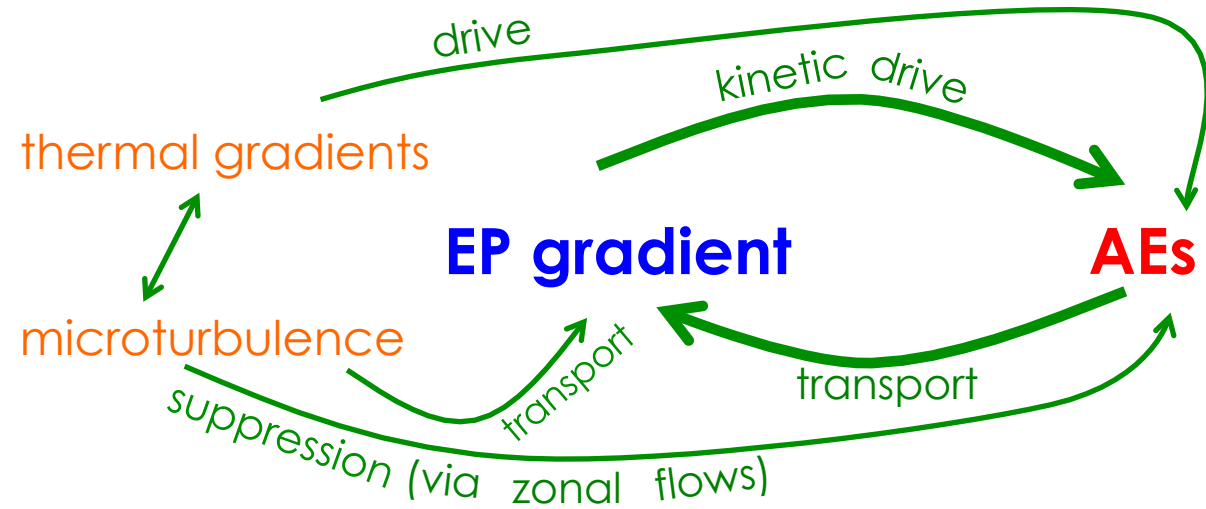 drive
kinetic drive
thermal gradients
EP gradient
AEs
microturbulence
transport
transport
suppression (via zonal flows)